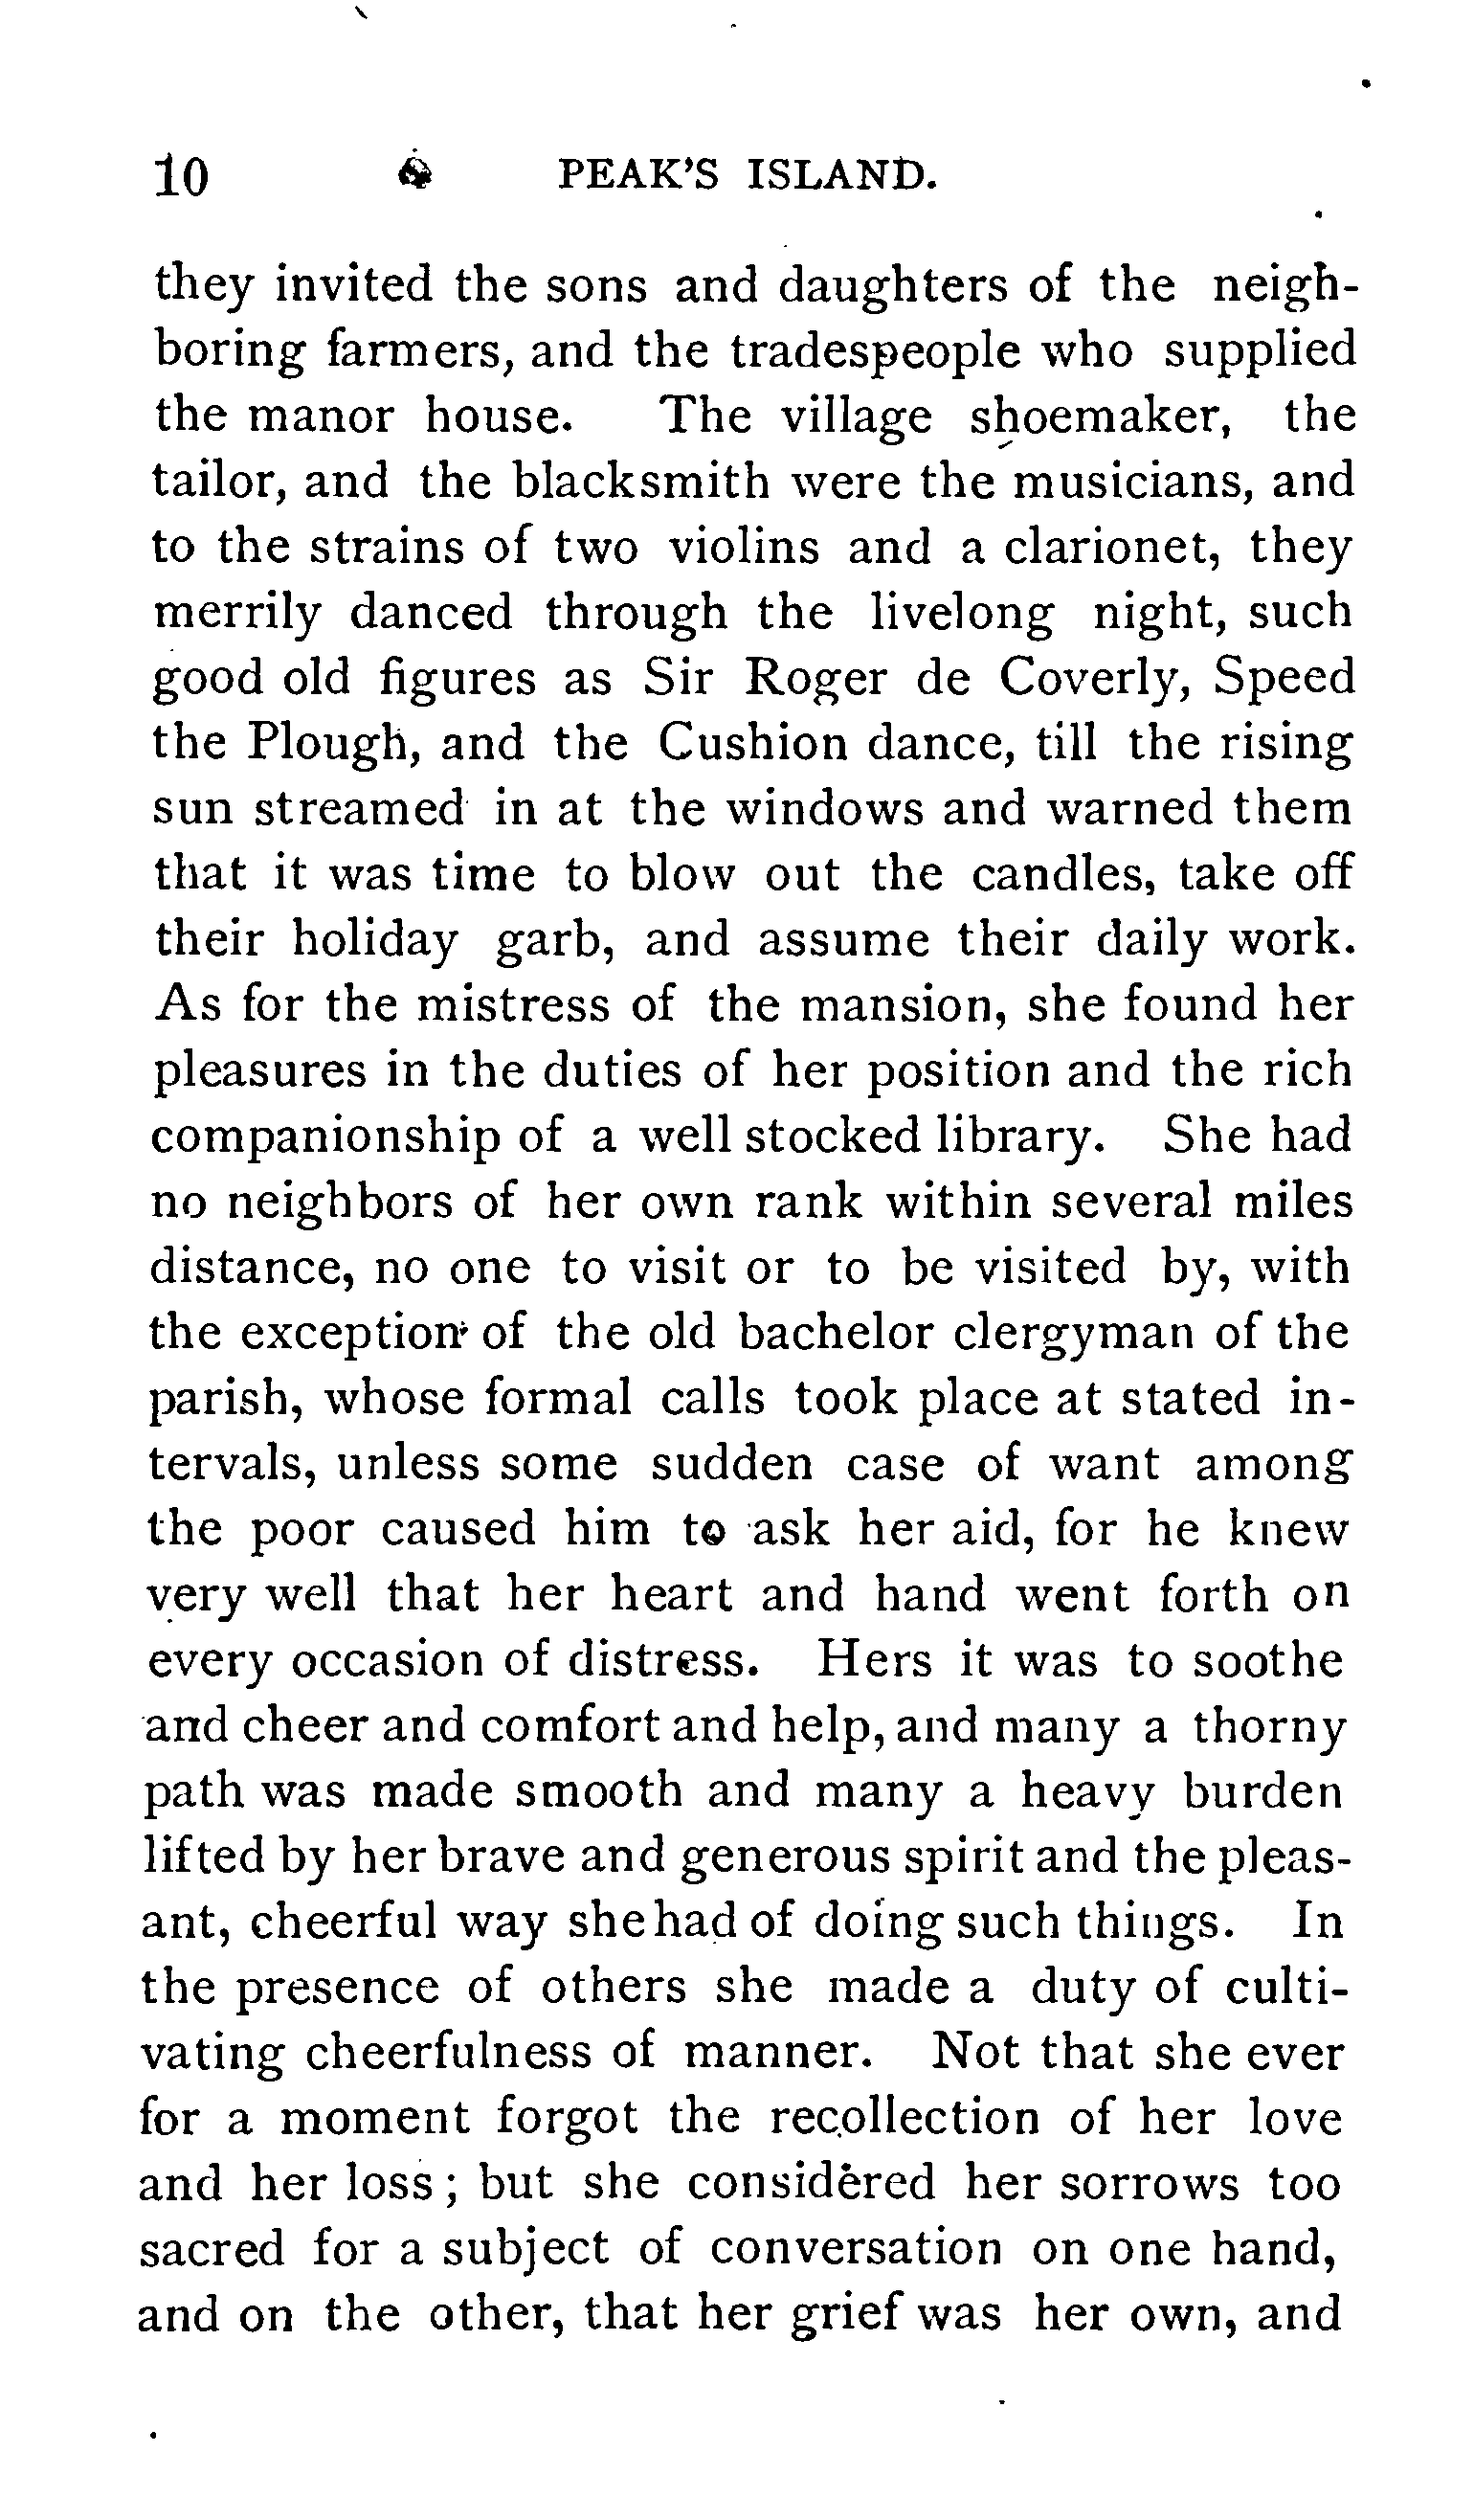 10 PEAK'S ISLAND.
they invited the sons and daughters of the neigh-
boring farmers, and the tradespeople who supplied
the manor house. The village shoemaker, the
tailor, and the blacksmith were the musicians, and
to the strains of two violins and a clarionet, they
merrily danced through the livelong night, such
good old figures as Sir Roger de Coverly, Speed
the Plough, and the Cushion dance, till the rising
sun streamed in at the windows and warned them
that it was time to blow out the candles, take off
their holiday garb, and assume their daily work.
As for the mistress of the mansion, she found her
pleasures in the duties of her position and the rich
companionship of a well stocked library. She had
no neighbors of her own rank within several miles
distance, no one to visit or to be visited by, with
the exception of the old bachelor clergyman of the
parish, whose formal calls took place at stated in-
tervals, unless some sudden case of want among
the poor caused him to ask her aid, for he knew
very well that her heart and hand went forth on
every occasion of distress. Hers it was to soothe
and cheer and comfort and help, and many a thorny
path was made smooth and many a heavy burden
lifted by her brave and generous spirit and the pleas-
ant, cheerful way she had of doing such things. In
the presence of others she made a duty of culti-
vating cheerfulness of manner. Not that she ever
for a moment forgot the recollection of her love
and her loss; but she considered her sorrows too
sacred for a subject of conversation on one hand,
and on the other, that her grief was her own, and